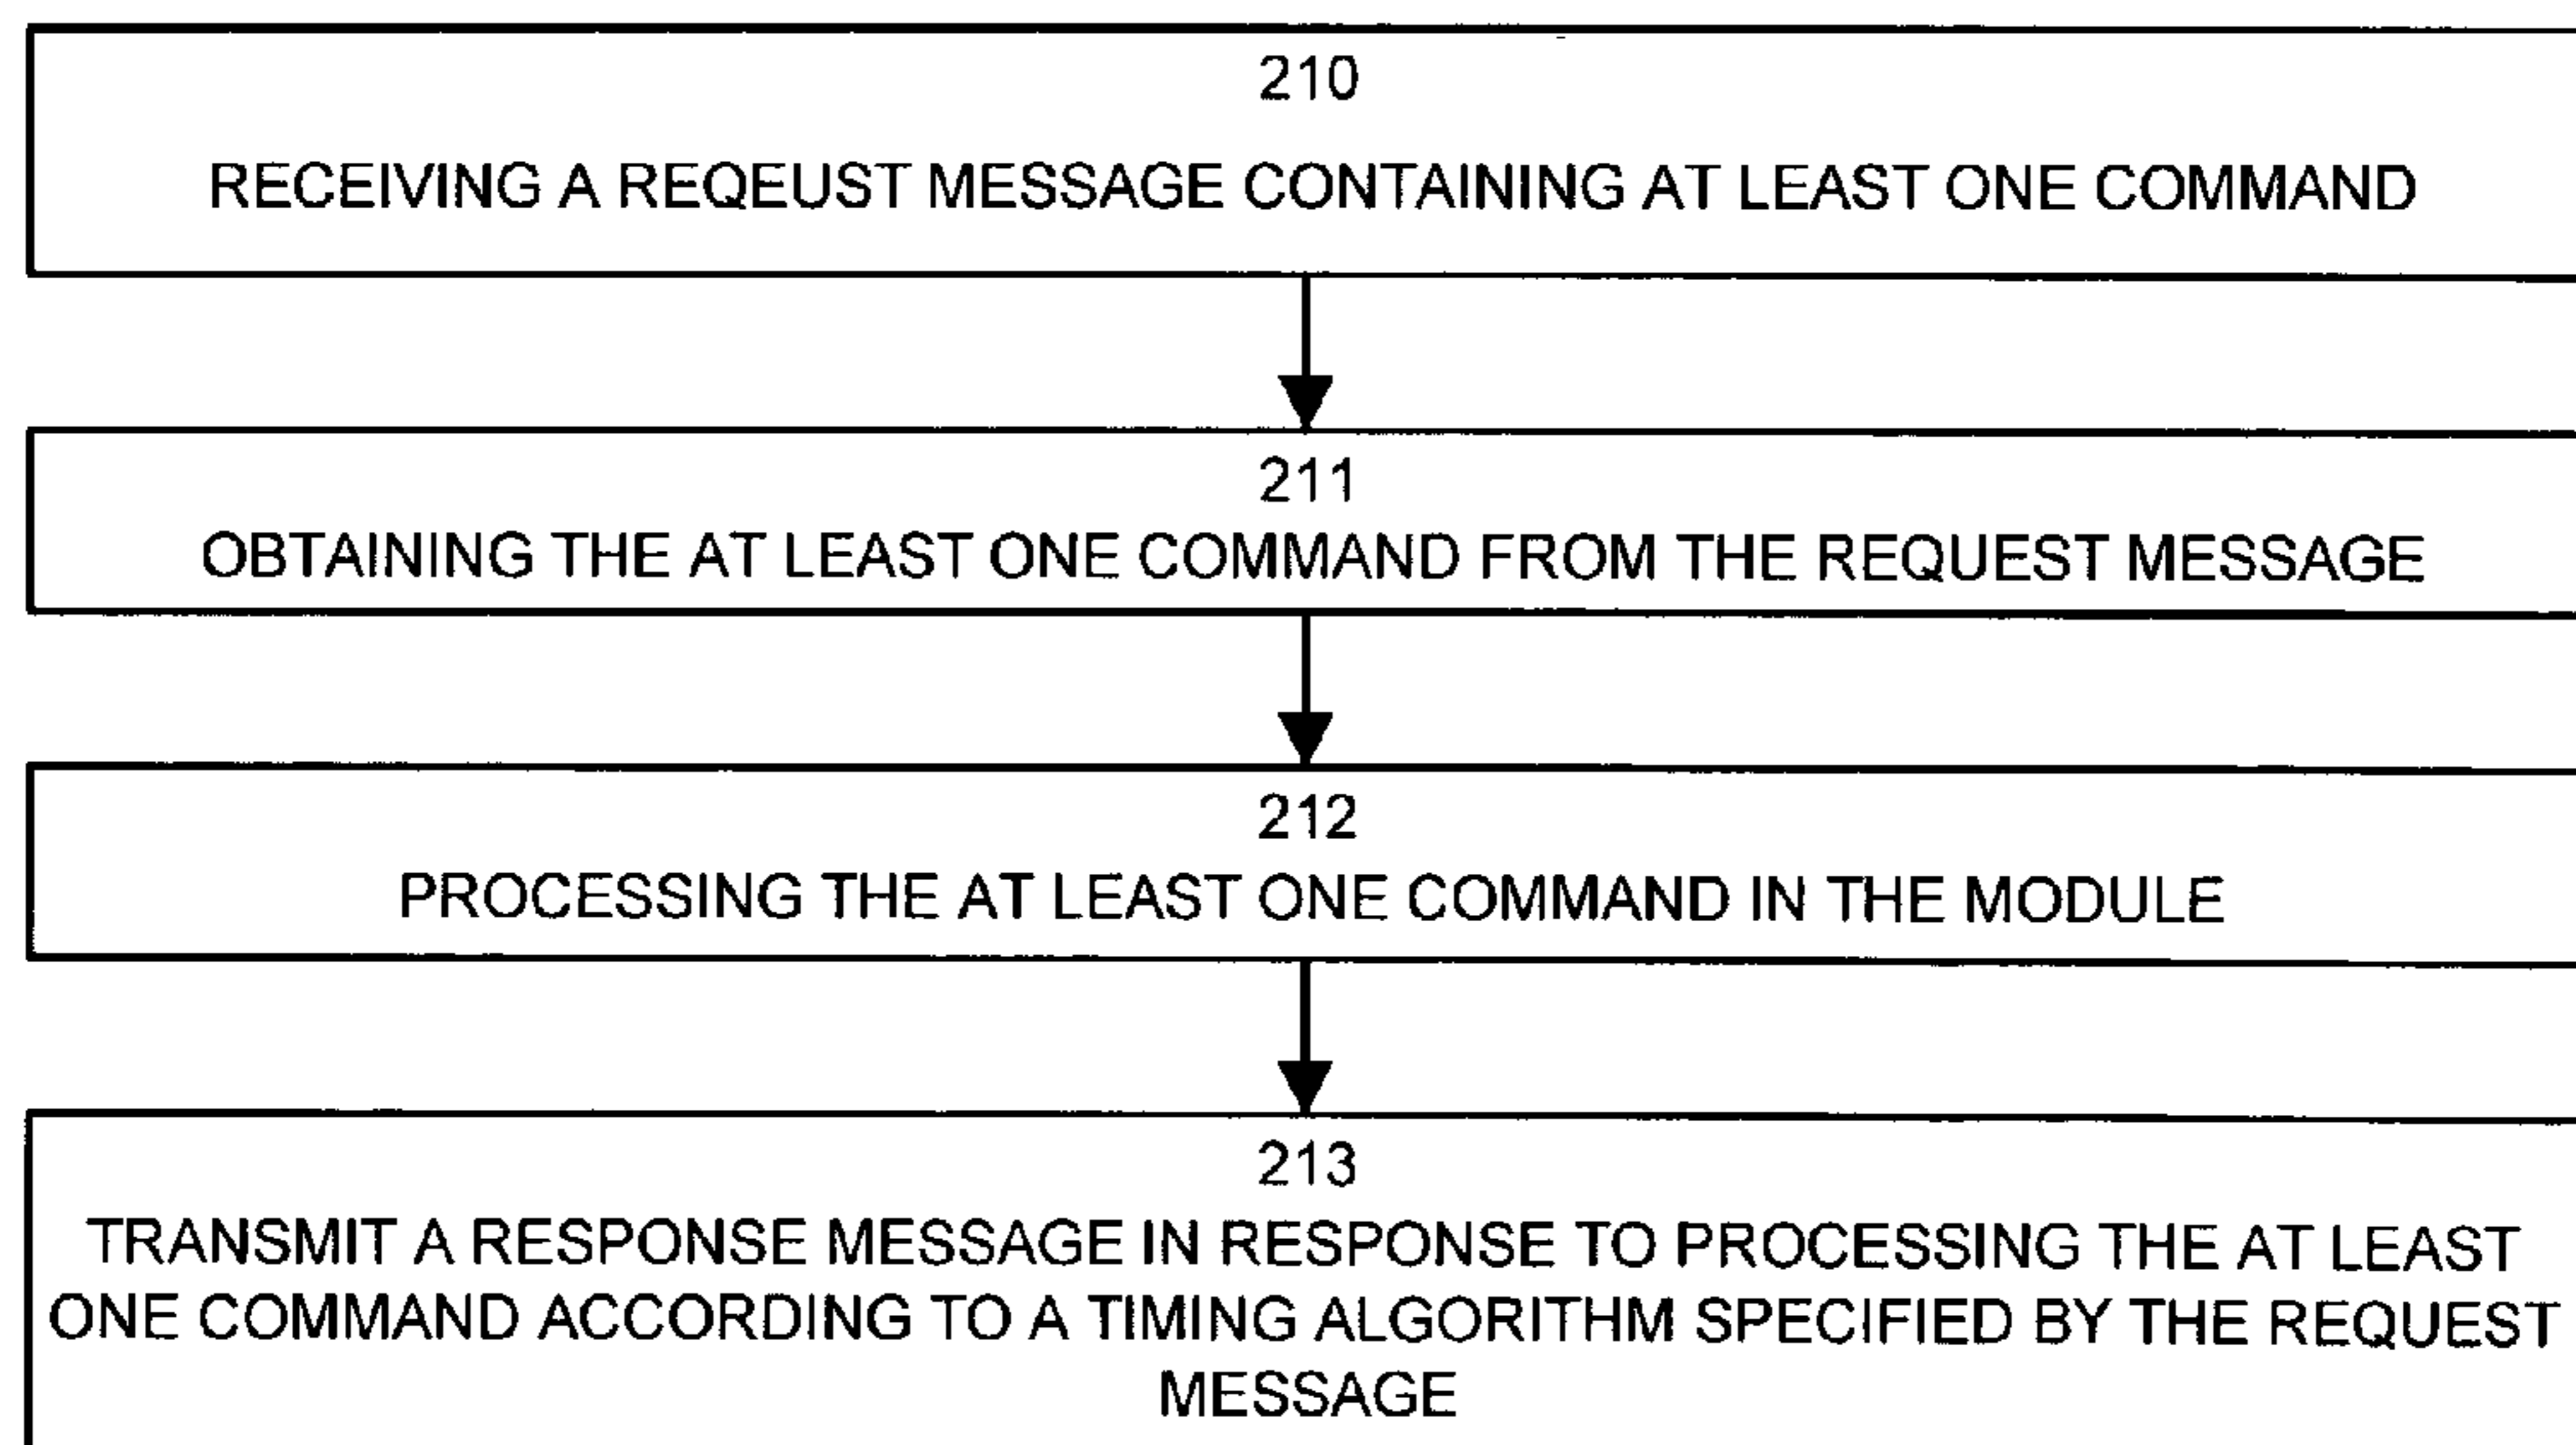 210
RECEIVING A REQEUST MESSAGE CONTAINING AT LEAST ONE COMMAND
211
OBTAINING THE AT LEAST ONE COMMAND FROM THE REQUEST MESSAGE
212
PROCESSING THE AT LEAST ONE COMMAND IN THE MODULE
213
TRANSMIT A RESPONSE MESSAGE IN RESPONSE TO PROCESSING THE AT LEAST
ONE COMMAND ACCORDING TO A TIMING ALGORITHM SPECIFIED BY THE REQUEST
MESSAGE